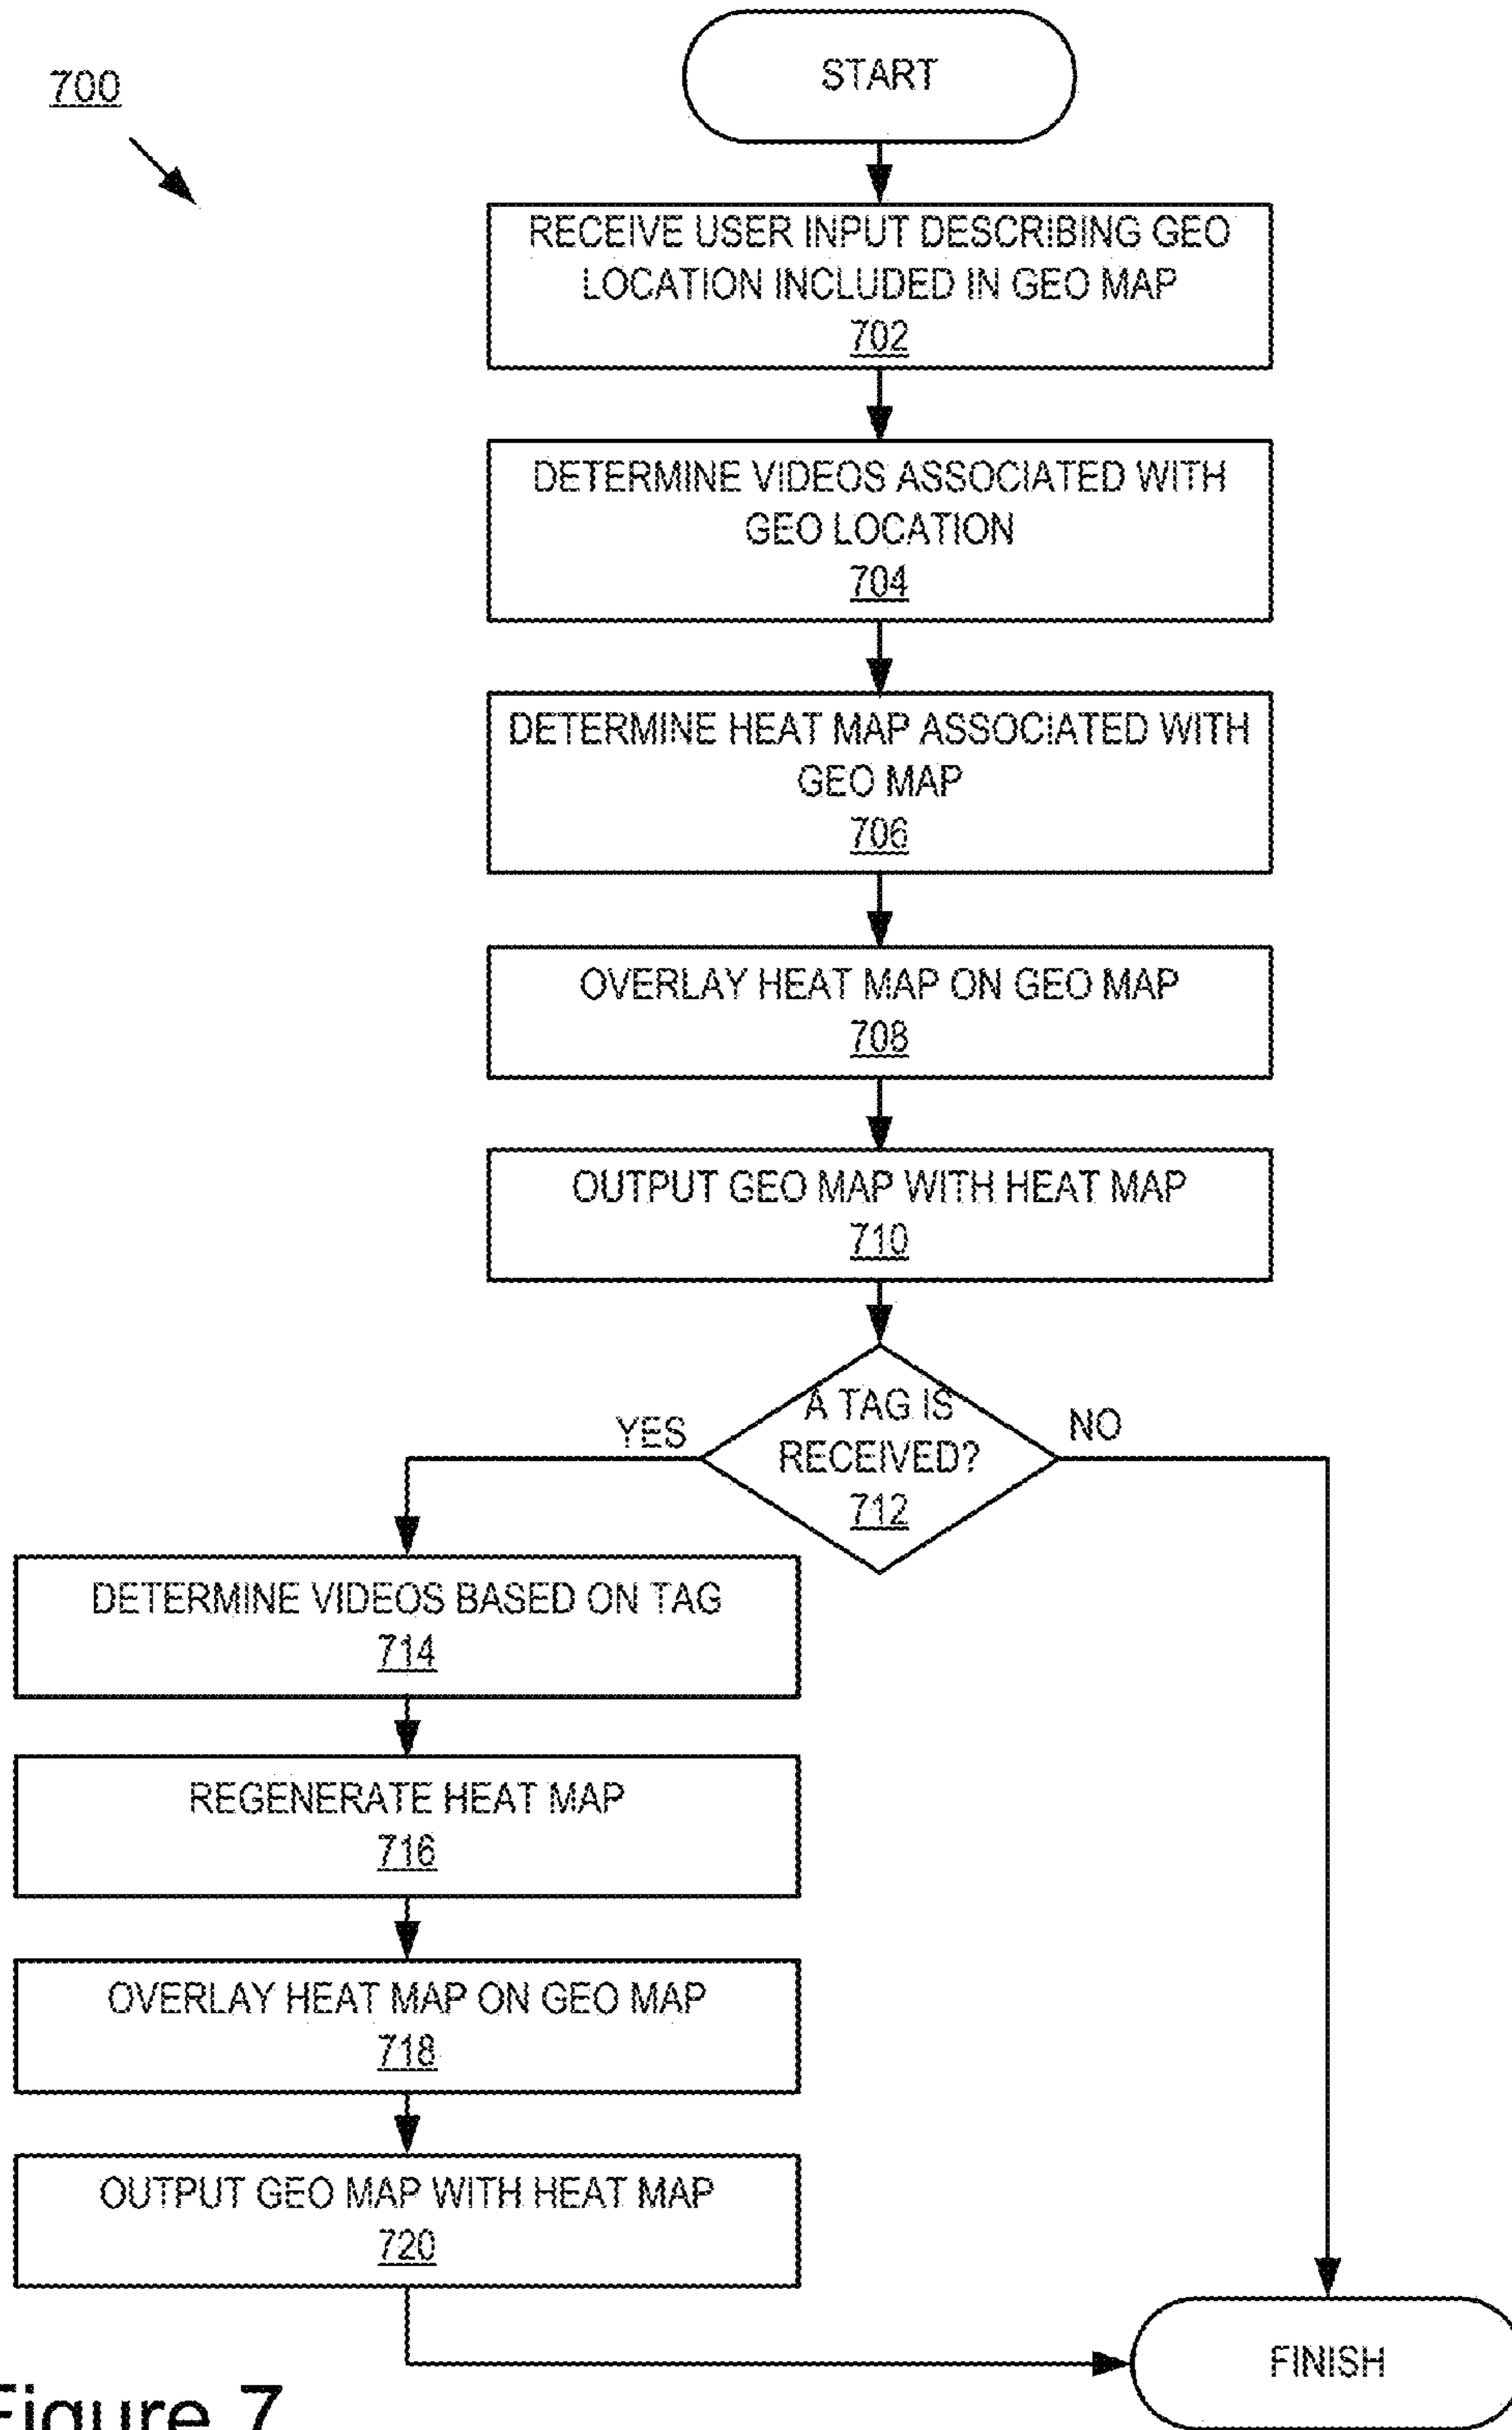 700
START
RECEIVE USER INPUT DESCRIBING GEO
LOCATION INCLUDED IN GEO MAP
702
DETERMINE VIDEOS ASSOCIATED WITH
GEO LOCATION
704
DETERMINE HEAT MAP ASSOCIATED WITH
GEO MAP
706
OVERLAY HEAT MAP ON GEO MAP
708
OUTPUT GEO MAP WITH HEAT MAP
710
A TAG IS
RECEIVED?
712
YES
NO
DETERMINE VIDEOS BASED ON TAG
714
REGENERATE HEAT MAP
716
OVERLAY HEAT MAP ON GEO MAP
718
OUTPUT GEO MAP WITH HEAT MAP
720
FINISH
Figure 7